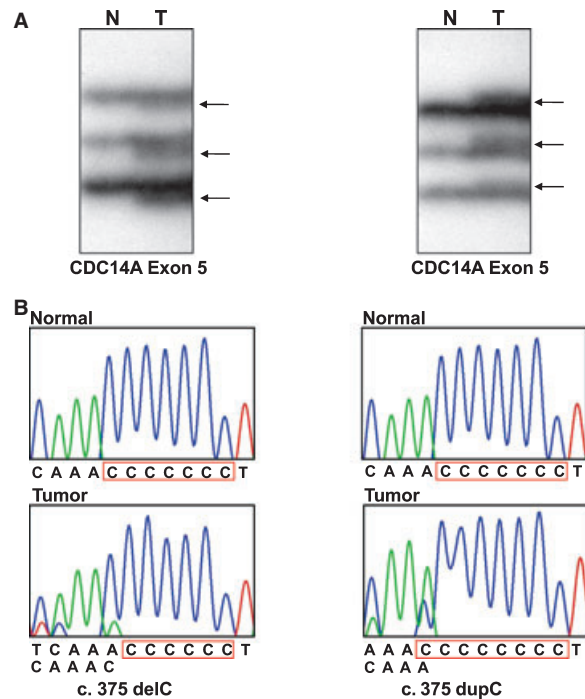 A
N T
N T
CDC14A Exon 5
CDC14A Exon 5
B
Normal
Normal
C A A A C C C C C C C T
C A A A C C C C C C C T
Tumor
Tumor
T C A A A C C C C C C T
C A A A C
A A A C C C C C C C C T
C A A A
c. 375 delC
c. 375 dupC